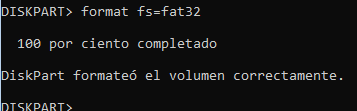 DISKPART> format fs=fat32
100 por ciento completado
DiskPart formateó el volumen correctamente.
DISKPART>